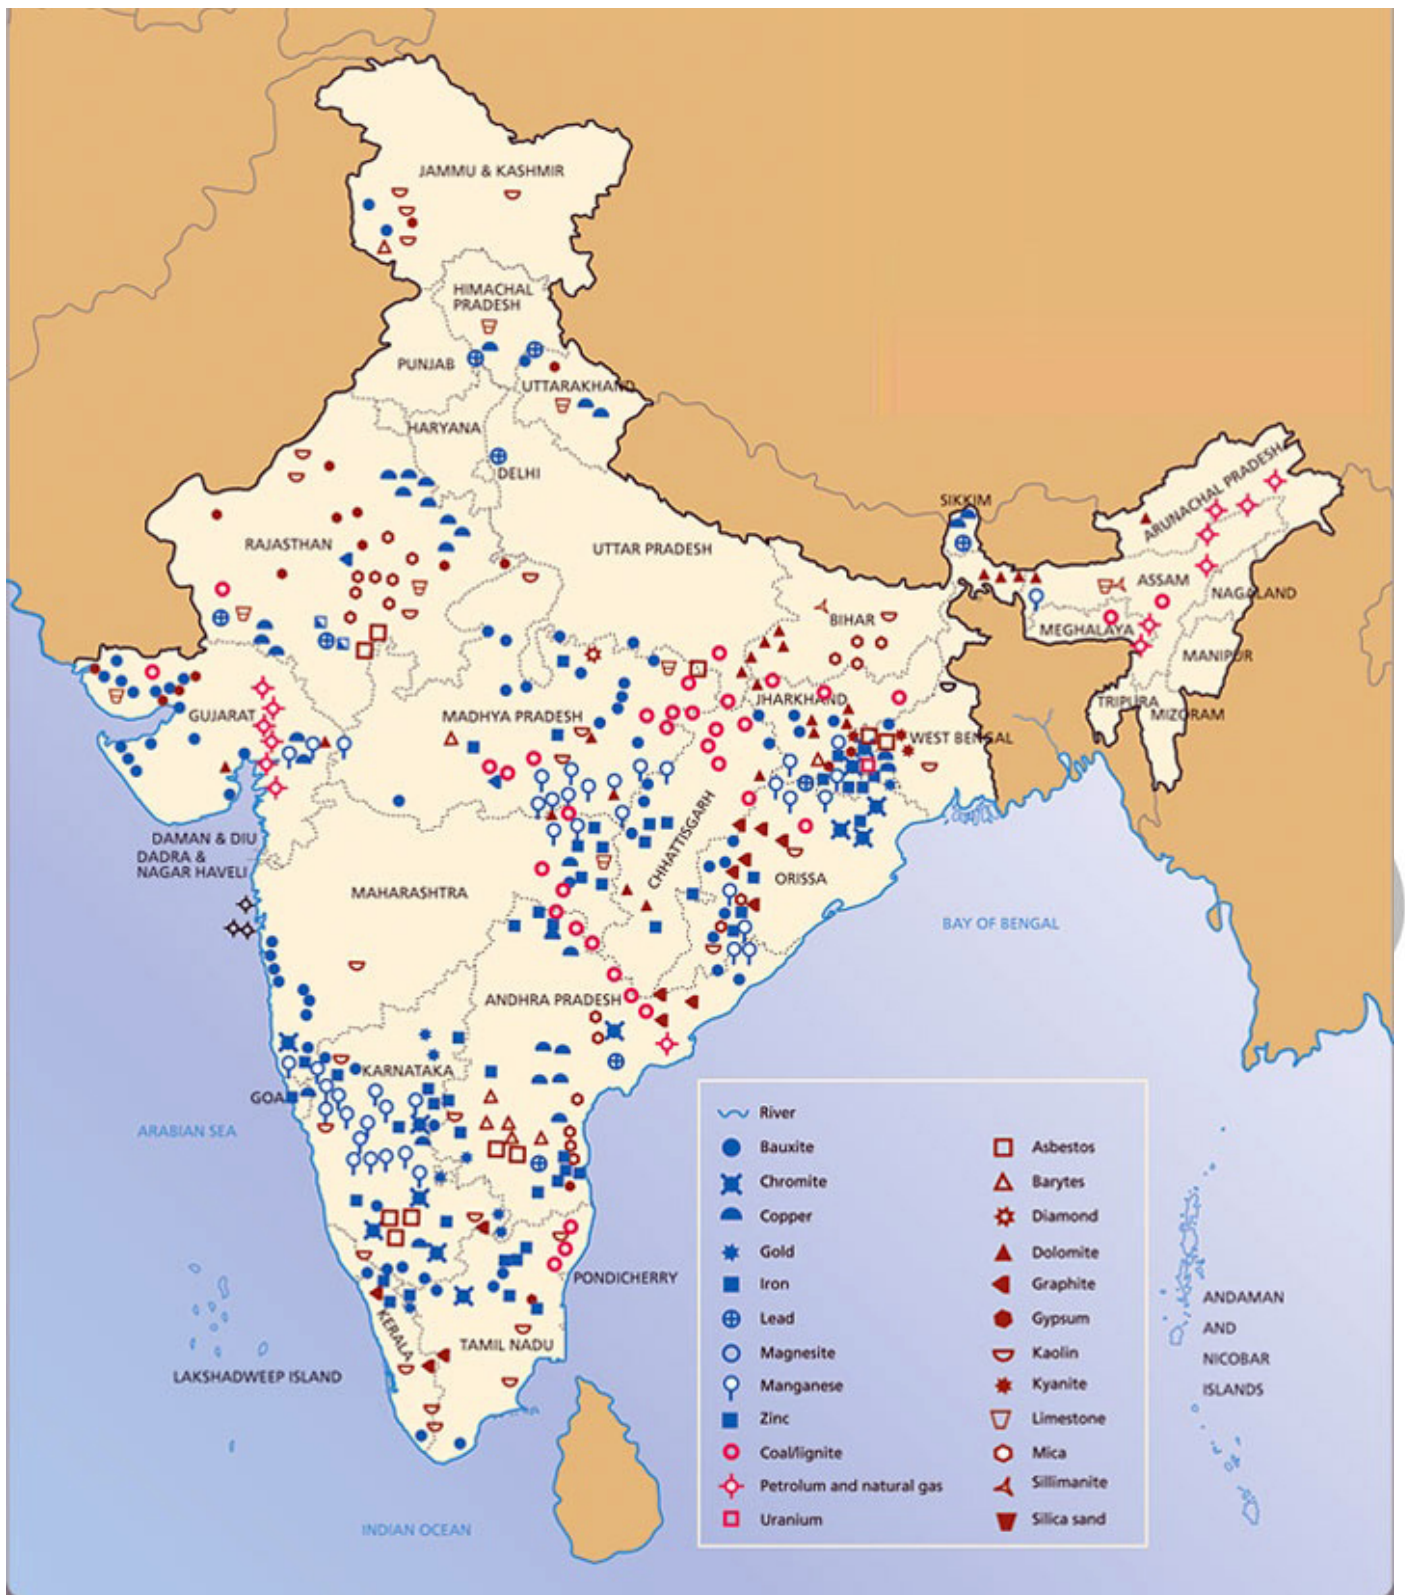 JAMMU & KASHMIR
HIMACHAL
PRADESH
PUNJAB
UTTARAKHAND
HARYANA
DELHI
SIKKIM
ARUNACHAL PRADESH
RAJASTHAN
UTTAR PRADESH
ASSAM
NAGALAND
BIHAR
MEGHALAYA
MANIPUR
JHARKHAND
TRIPURA
MIZORAM
GUJARAT
MADHYA PRADESH
WEST BENGAL
CHHATTISGARH
DAMAN & DIU
DADRA &
NAGAR HAVELI
MAHARASHTRA
ORISSA
BAY OF BENGAL
ANDHRA PRADESH
KARNATAKA
GOA
ARABIAN SEA
PONDICHERRY
KERALA
TAMIL NADU
LAKSHADWEEP ISLAND
INDIAN OCEAN
River
Bauxite
Chromite
Copper
Gold
Iron
Lead
Magnesite
Manganese
Zinc
Coal/lignite
Petrolum and natural gas
Uranium
Asbestos
Barytes
Diamond
Dolomite
Graphite
Gypsum
Kaolin
Kyanite
Limestone
Mica
Sillimanite
Silica sand
ANDAMAN
AND
NICOBAR
ISLANDS